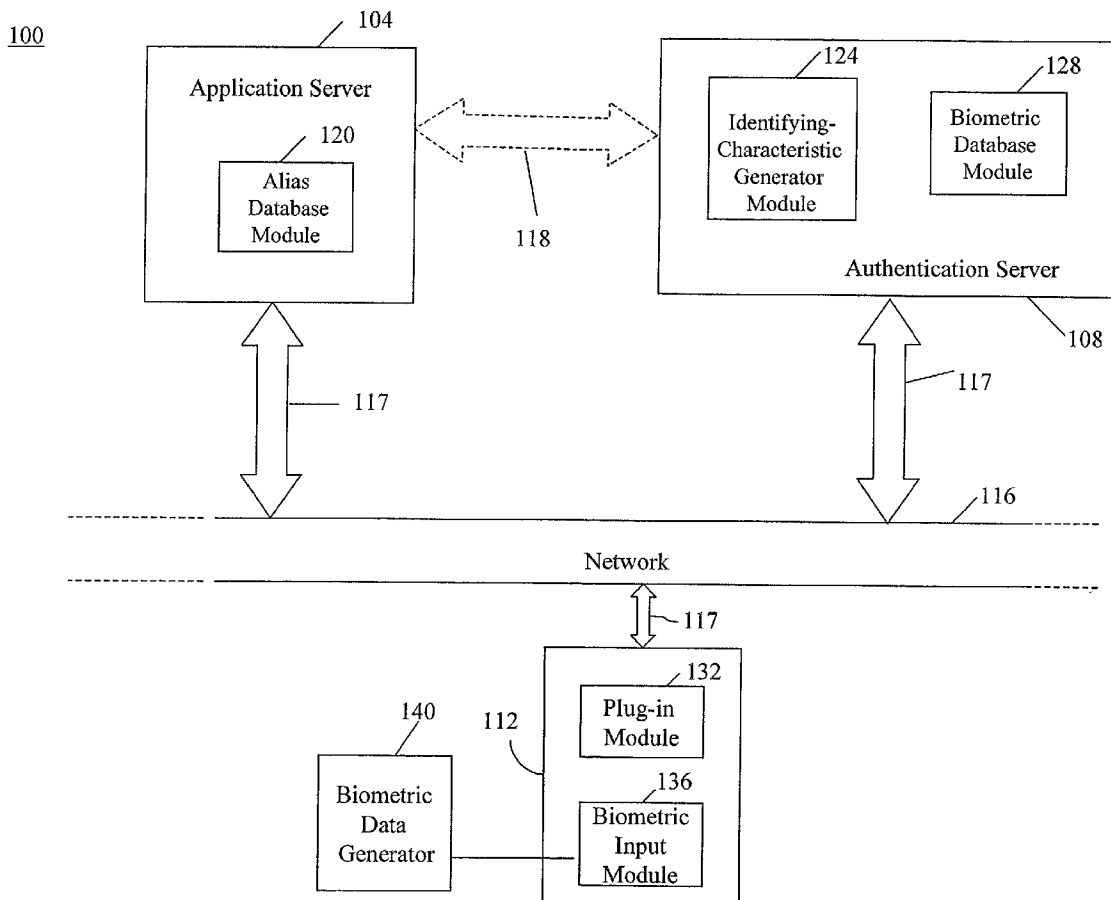 100
104
Application Server
120
Alias
Database
Module
118
124
Identifying-
Characteristic
Generator
Module
128
Biometric
Database
Module
Authentication Server
108
117
117
116
Network
117
132
Plug-in
Module
112
140
Biometric
Data
Generator
136
Biometric
Input
Module